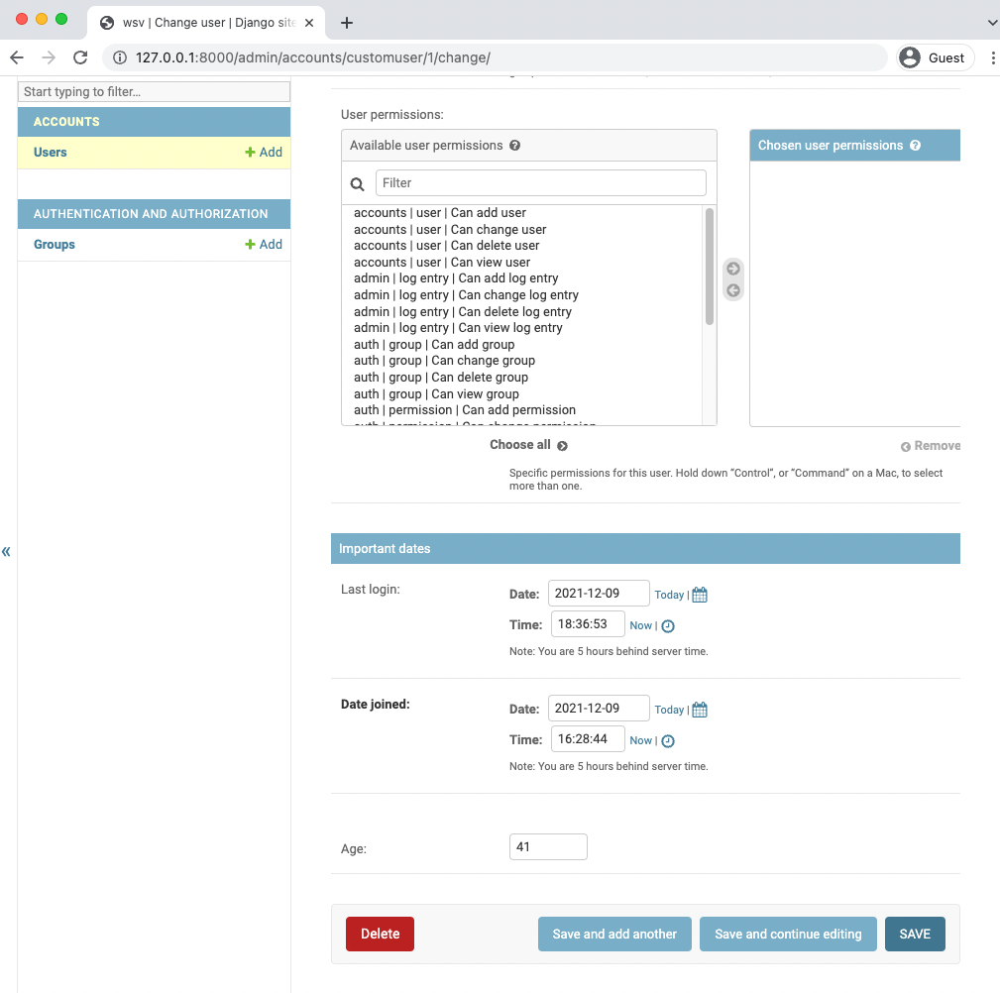 wsv | Change user | Django site
127.0.0.1:8000/admin/accounts/customuser/1/change/
Guest
Start typing to filter...
ACCOUNTS
Users
+ Add
AUTHENTICATION AND AUTHORIZATION
Groups
+ Add
«
User permissions:
Available user permissions ?
Filter
accounts | user | Can add user
accounts | user | Can change user
accounts | user | Can delete user
accounts | user | Can view user
admin | log entry | Can add log entry
admin | log entry | Can change log entry
admin | log entry | Can delete log entry
admin | log entry | Can view log entry
auth | group | Can add group
auth | group | Can change group
auth | group | Can delete group
auth | group | Can view group
auth | permission | Can add permission
auth | permission | Can change permission
Choose all
Chosen user permissions ?
Remove
Specific permissions for this user. Hold down “Control”, or “Command” on a Mac, to select
more than one.
Important dates
Last login:
Date: 2021-12-09 Today |
Time: 18:36:53 Now |
Note: You are 5 hours behind server time.
Date joined:
Date: 2021-12-09 Today |
Time: 16:28:44 Now |
Note: You are 5 hours behind server time.
Age: 41
Delete
Save and add another
Save and continue editing
SAVE